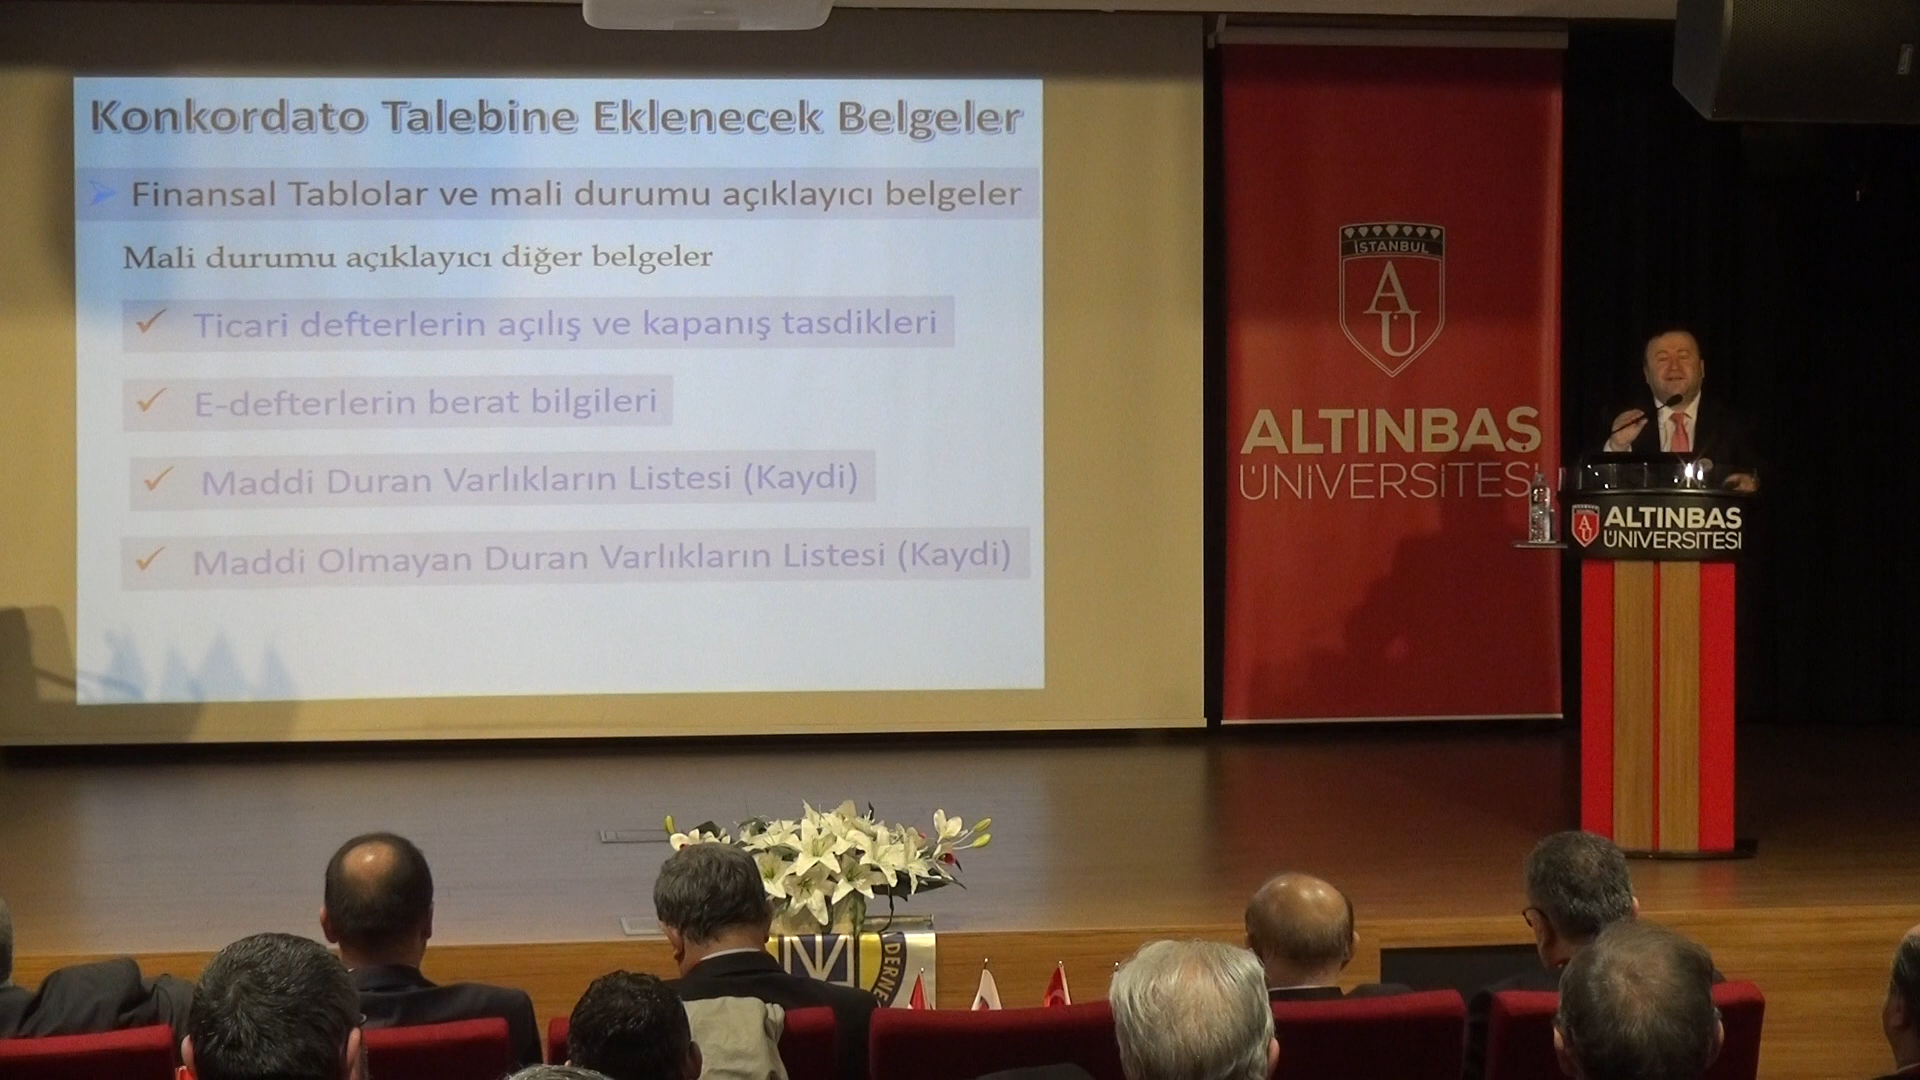 Konkordato Talebine Eklenecek Belgeler
Finansal Tablolar ve mali durumu açıklayıcı belgeler
Mali durumu açıklayıcı diğer belgeler
Ticari defterlerin açılış ve kapanış tasdikleri
E-defterlerin berat bilgileri
Maddi Duran Varlıkların Listesi (Kaydi)
Maddi Olmayan Duran Varlıkların Listesi (Kaydi)
İSTANBUL
AÜ
ALTINBAŞ
ÜNİVERSİTESİ
AÜ
ALTINBAŞ
ÜNİVERSİTESİ